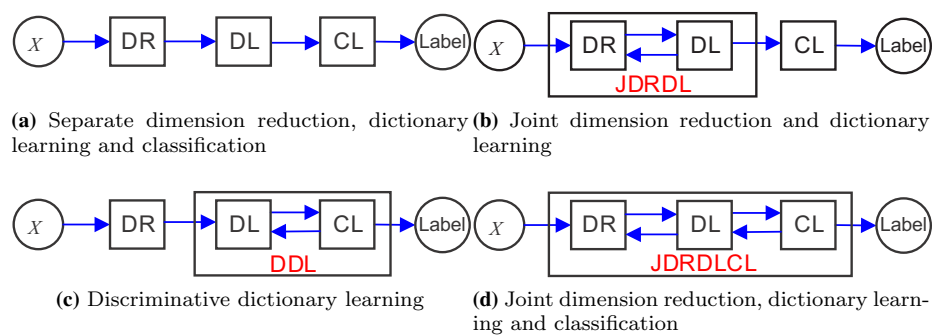 X DR DL CL Label
X DR DL CL Label
JDRDL
(a) Separate dimension reduction, dictionary
learning and classification
(b) Joint dimension reduction and dictionary
learning
X DR DL CL Label
DDL
X DR DL CL Label
JDRDLCL
(c) Discriminative dictionary learning
(d) Joint dimension reduction, dictionary learn-
ing and classification